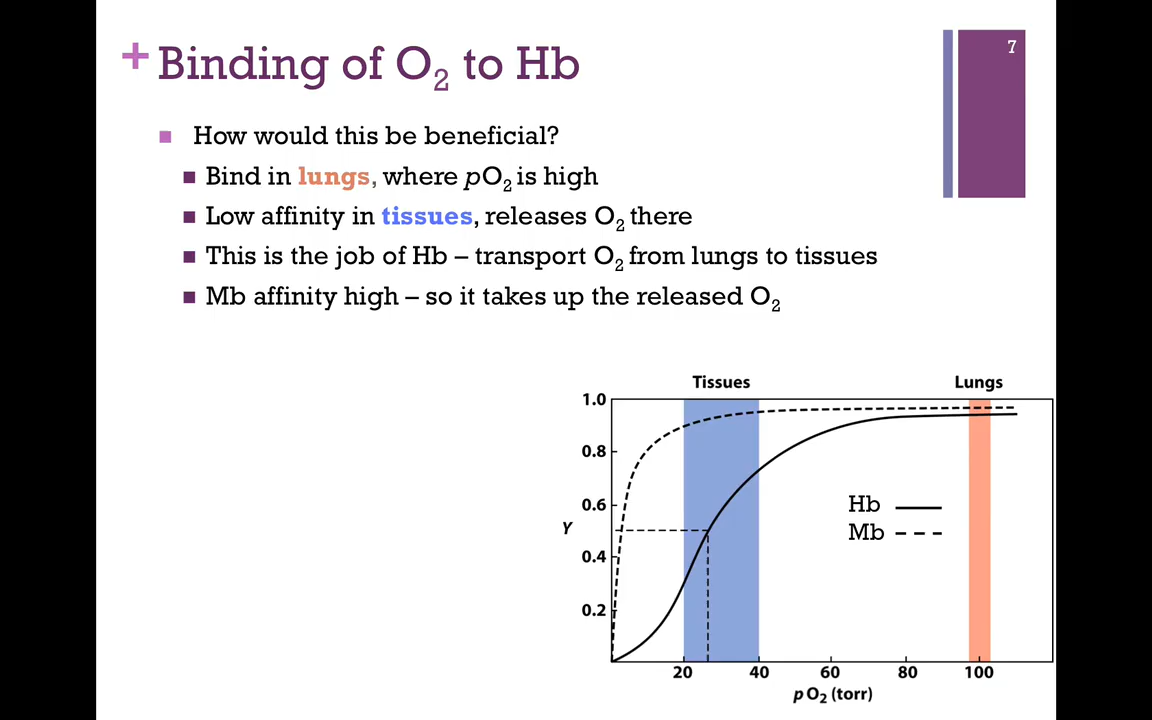 7
+ Binding of O₂ to Hb
■ How would this be beneficial?
■ Bind in lungs, where pO₂ is high
■ Low affinity in tissues, releases O₂ there
■ This is the job of Hb – transport O₂ from lungs to tissues
■ Mb affinity high – so it takes up the released O₂
Tissues Lungs
1.0
0.8
0.6
Hb
Y
Mb
0.4
0.2
20 40 60 80 100
pO₂ (torr)